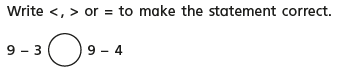 Write <, > or = to make the statement correct.
9 – 3 9 – 4